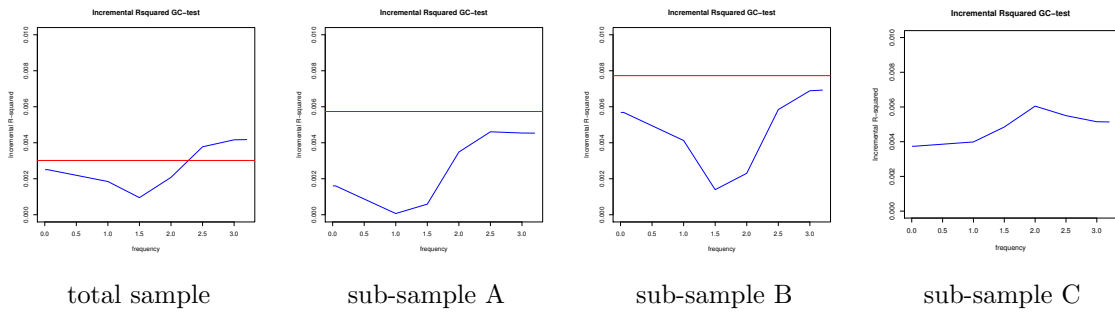 Incremental Rsquared GC−test
Incremental R−squared
0.000 0.002 0.004 0.006 0.008 0.010
0.0 0.5 1.0 1.5 2.0 2.5 3.0
frequency
total sample
Incremental Rsquared GC−test
Incremental R−squared
0.000 0.002 0.004 0.006 0.008 0.010
0.0 0.5 1.0 1.5 2.0 2.5 3.0
frequency
sub-sample A
Incremental Rsquared GC−test
Incremental R−squared
0.000 0.002 0.004 0.006 0.008 0.010
0.0 0.5 1.0 1.5 2.0 2.5 3.0
frequency
sub-sample B
Incremental Rsquared GC−test
Incremental R−squared
0.000 0.002 0.004 0.006 0.008 0.010
0.0 0.5 1.0 1.5 2.0 2.5 3.0
frequency
sub-sample C